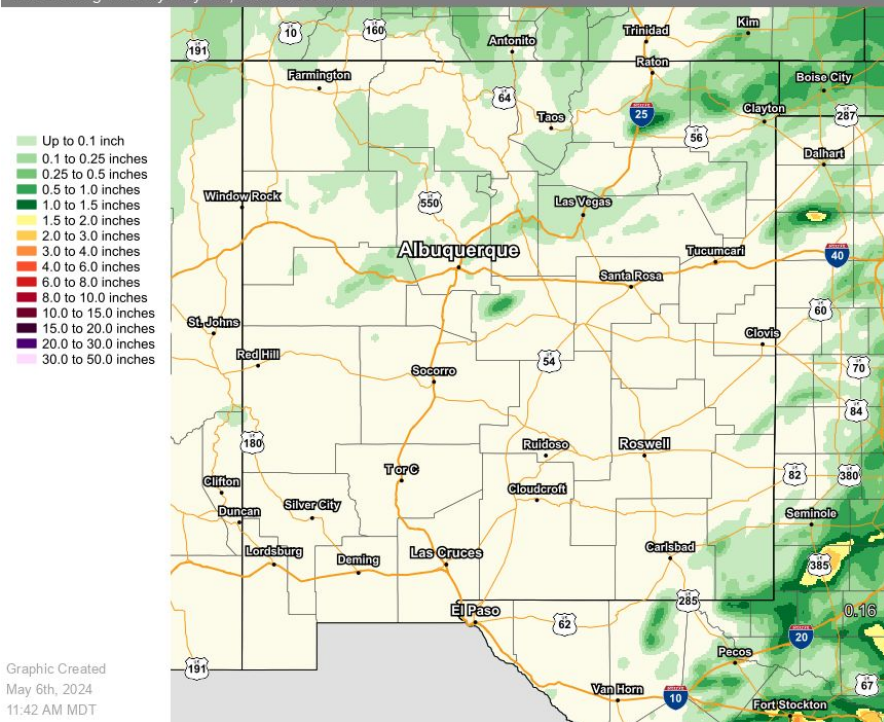 Up to 0.1 inch
0.1 to 0.25 inches
0.25 to 0.5 inches
0.5 to 1.0 inches
1.0 to 1.5 inches
1.5 to 2.0 inches
2.0 to 3.0 inches
3.0 to 4.0 inches
4.0 to 6.0 inches
6.0 to 8.0 inches
8.0 to 10.0 inches
10.0 to 15.0 inches
15.0 to 20.0 inches
20.0 to 30.0 inches
30.0 to 50.0 inches
191
10
160
Antonito
Trinidad
Kim
Raton
Farmington
64
Boise City
Taos
25
Clayton
56
287
Dalhart
Window Rock
550
Las Vegas
Albuquerque
Tucumcari
40
Santa Rosa
60
St. Johns
Clovis
Red Hill
54
Socorro
70
84
180
Ruidoso
Roswell
T or C
82
380
Clifton
Cloudcroft
Duncan
Silver City
Seminole
Lordsburg
Deming
Las Cruces
Carlsbad
385
285
El Paso
62
0.16
20
Pecos
191
Van Horn
10
67
Fort Stockton
Graphic Created
May 6th, 2024
11:42 AM MDT